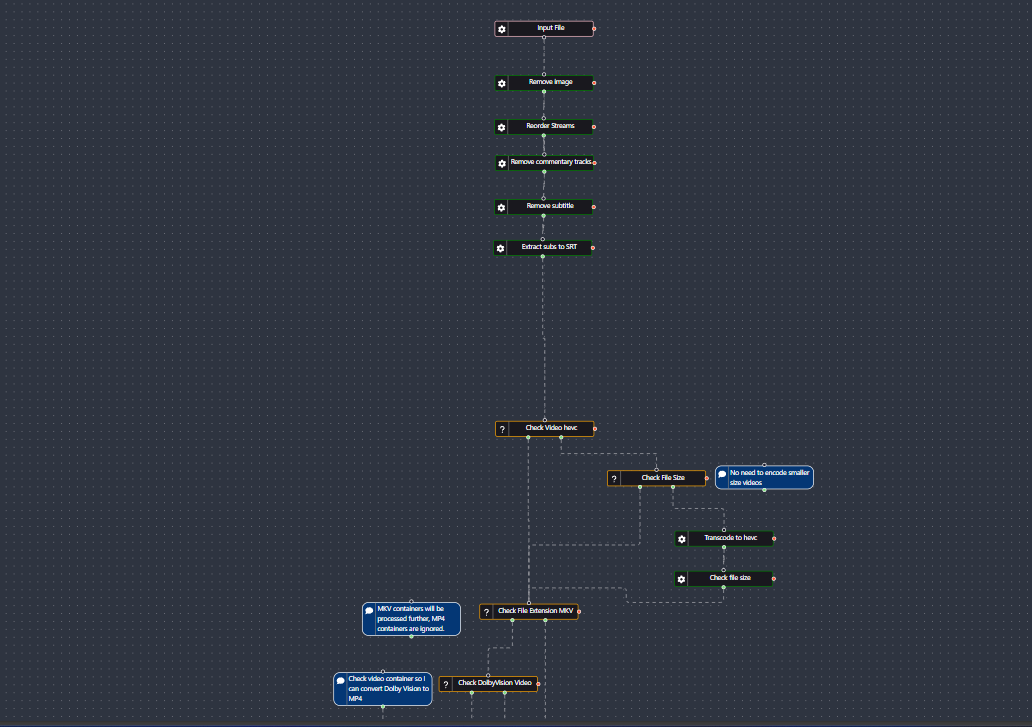 Input File
Remove image
Reorder Streams
Remove commentary tracks
Remove subtitle
Extract subs to SRT
? Check Video hevc
? Check File Size
No need to encode smaller
size videos
Transcode to hevc
Check file size
MKV containers will be
processed further, MP4
containers are ignored.
? Check File Extension MKV
Check video container so I
can convert Dolby Vision to
MP4
? Check DolbyVision Video